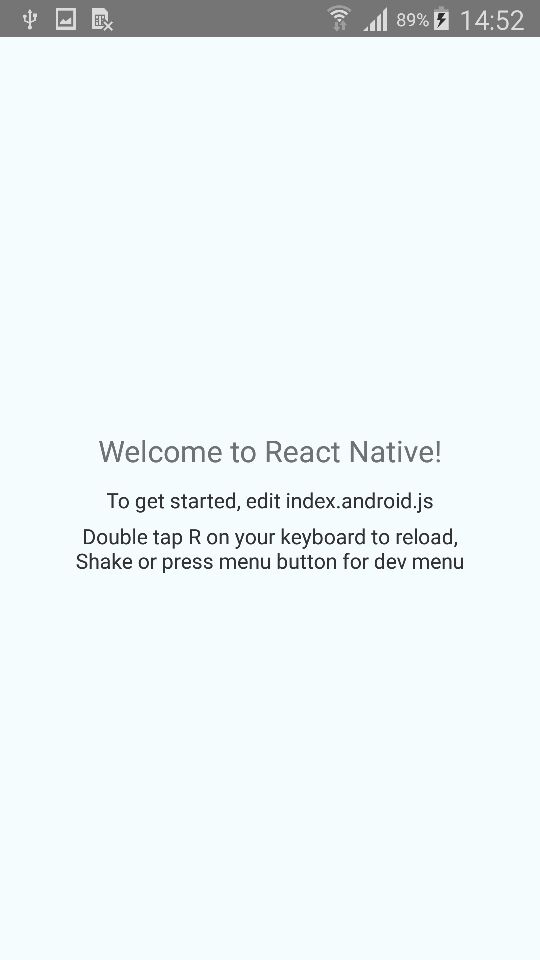 89% 14:52
Welcome to React Native!
To get started, edit index.android.js
Double tap R on your keyboard to reload,
Shake or press menu button for dev menu